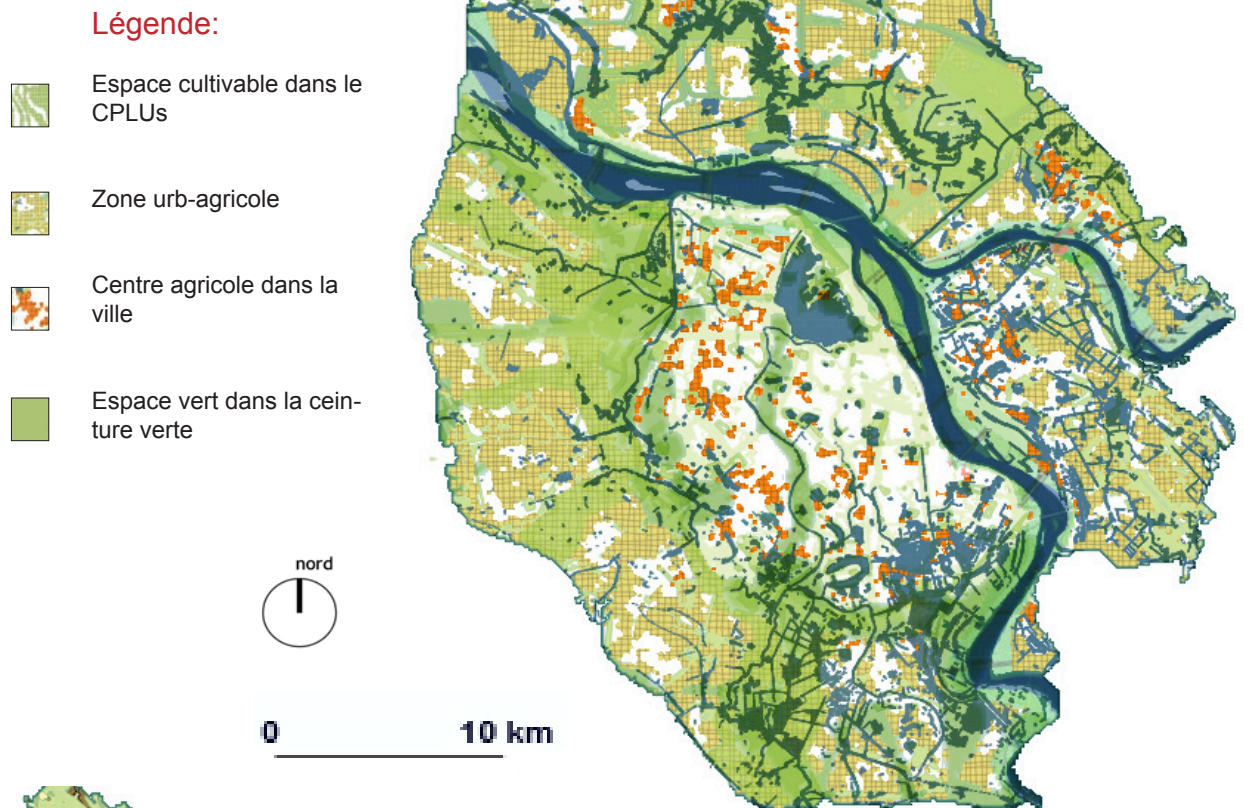 Légende:
Espace cultivable dans le
CPLUs
Zone urb-agricole
Centre agricole dans la
ville
Espace vert dans la cein-
ture verte
nord
0 10 km